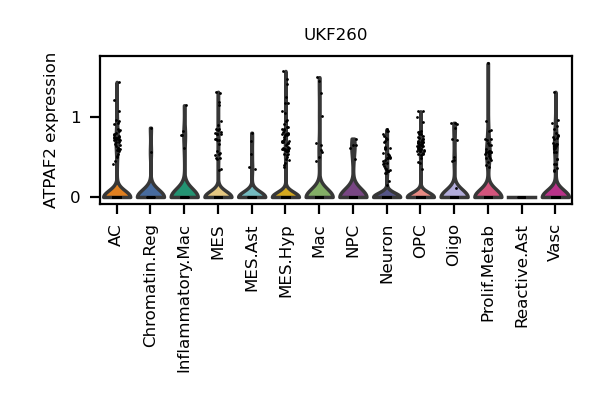 UKF260
ATPAF2 expression
1
0
AC
Chromatin.Reg
Inflammatory.Mac
MES
MES.Ast
MES.Hyp
Mac
NPC
Neuron
OPC
Oligo
Prolif.Metab
Reactive.Ast
Vasc